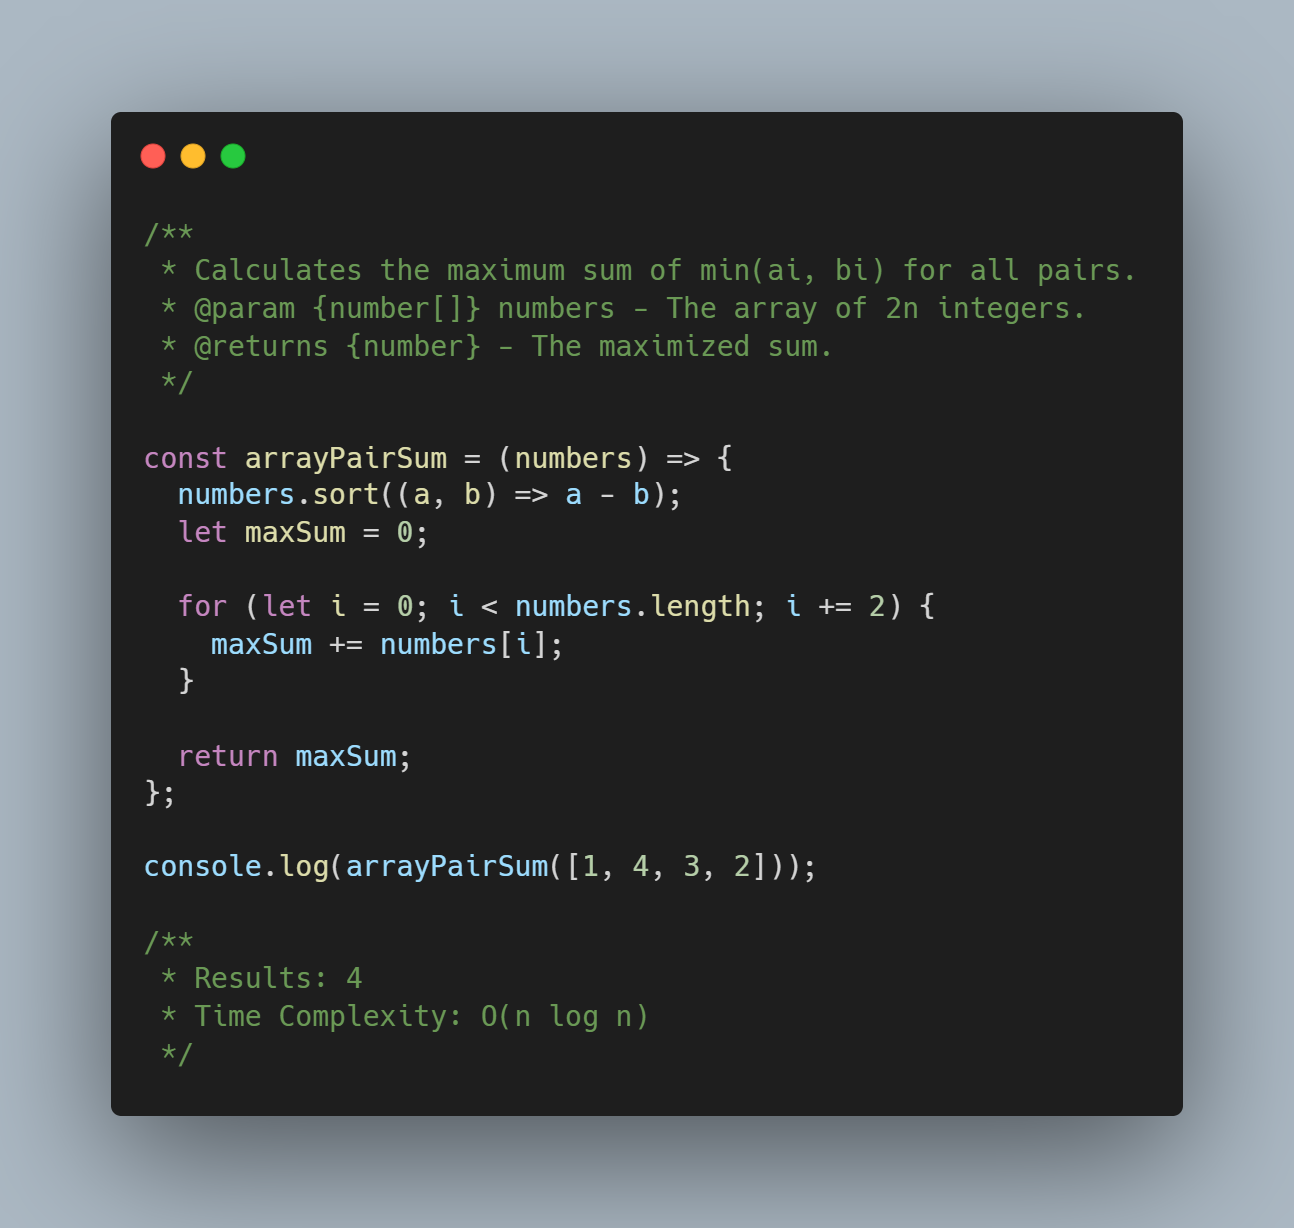 /**
 * Calculates the maximum sum of min(ai, bi) for all pairs.
 * @param {number[]} numbers - The array of 2n integers.
 * @returns {number} - The maximized sum.
 */

const arrayPairSum = (numbers) => {
  numbers.sort((a, b) => a - b);
  let maxSum = 0;

  for (let i = 0; i < numbers.length; i += 2) {
    maxSum += numbers[i];
  }

  return maxSum;
};

console.log(arrayPairSum([1, 4, 3, 2]));

/**
 * Results: 4
 * Time Complexity: O(n log n)
 */